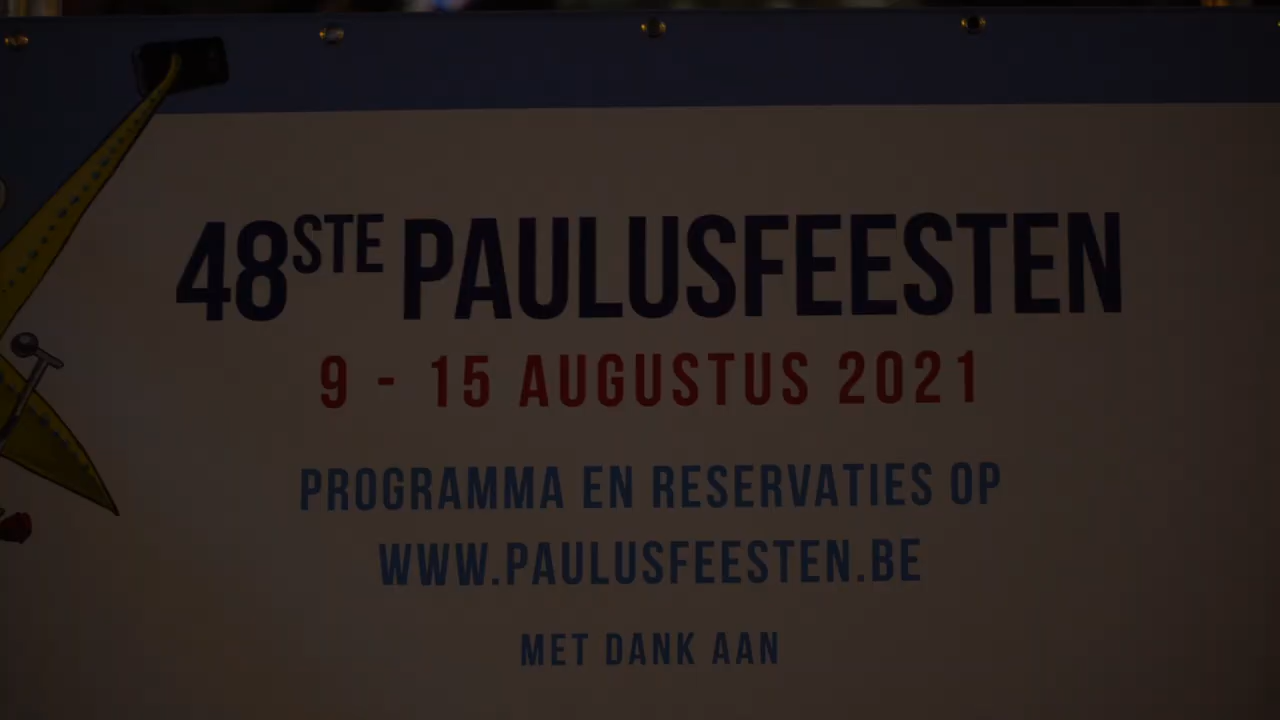 48STE PAULUSFEESTEN
9 - 15 AUGUSTUS 2021
PROGRAMMA EN RESERVATIES OP
WWW.PAULUSFEESTEN.BE
MET DANK AAN